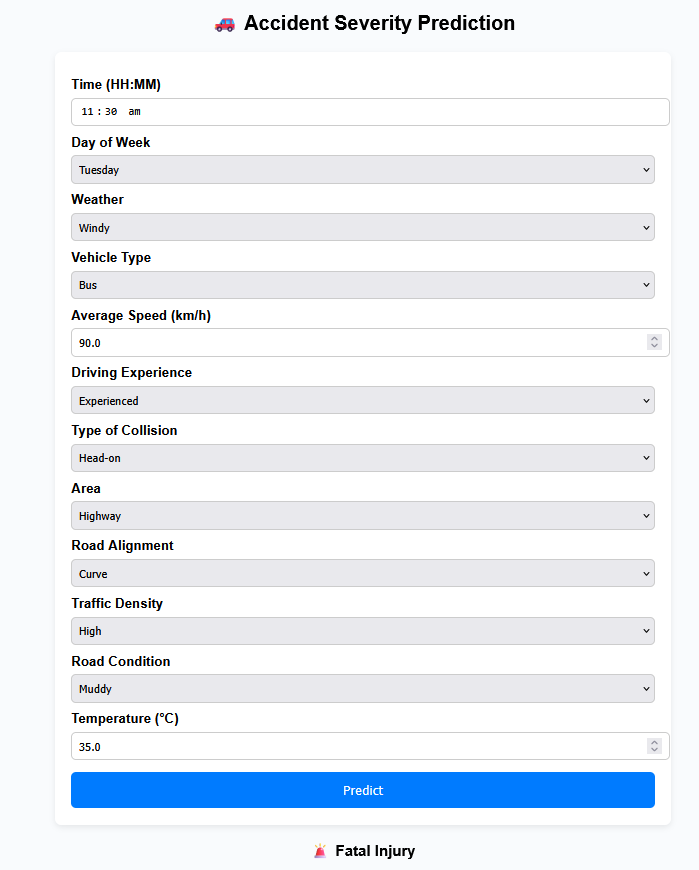 Accident Severity Prediction
Time (HH:MM)
11 : 30 am
Day of Week
Tuesday
Weather
Windy
Vehicle Type
Bus
Average Speed (km/h)
90.0
Driving Experience
Experienced
Type of Collision
Head-on
Area
Highway
Road Alignment
Curve
Traffic Density
High
Road Condition
Muddy
Temperature (°C)
35.0
Predict
Fatal Injury